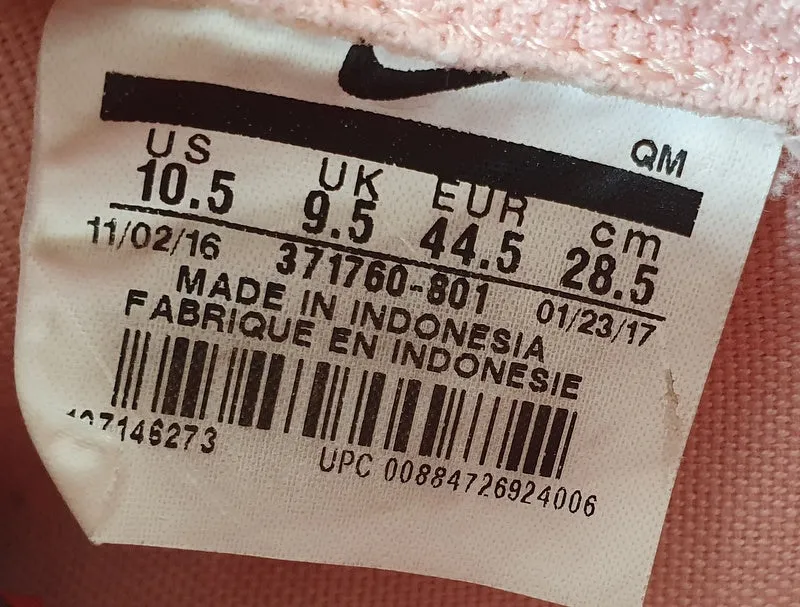 QM
US UK EUR cm
10.5 9.5 44.5 28.5
11/02/16 371760-801 01/23/17
MADE IN INDONESIA
FABRIQUE EN INDONESIE
7146273
UPC 00884726924006